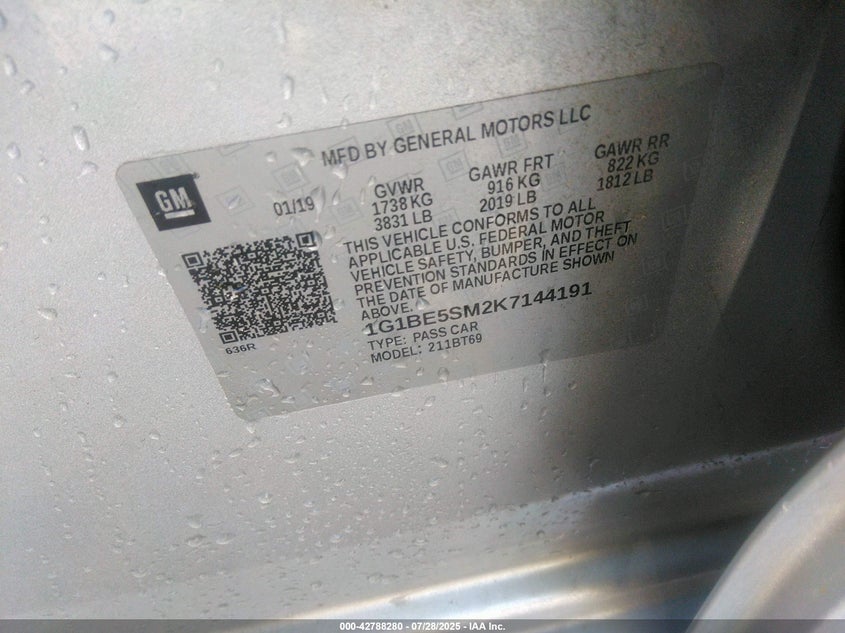 MFD BY GENERAL MOTORS LLC
GM
01/19
GVWR
1738 KG
3831 LB
GAWR FRT
916 KG
2019 LB
GAWR RR
822 KG
1812 LB
THIS VEHICLE CONFORMS TO ALL
APPLICABLE U.S. FEDERAL MOTOR
VEHICLE SAFETY, BUMPER, AND THEFT
PREVENTION STANDARDS IN EFFECT ON
THE DATE OF MANUFACTURE SHOWN
ABOVE.
1G1BE5SM2K7144191
TYPE: PASS CAR
MODEL: 211BT69
636R
000-42788280 - 07/28/2025 - IAA Inc.